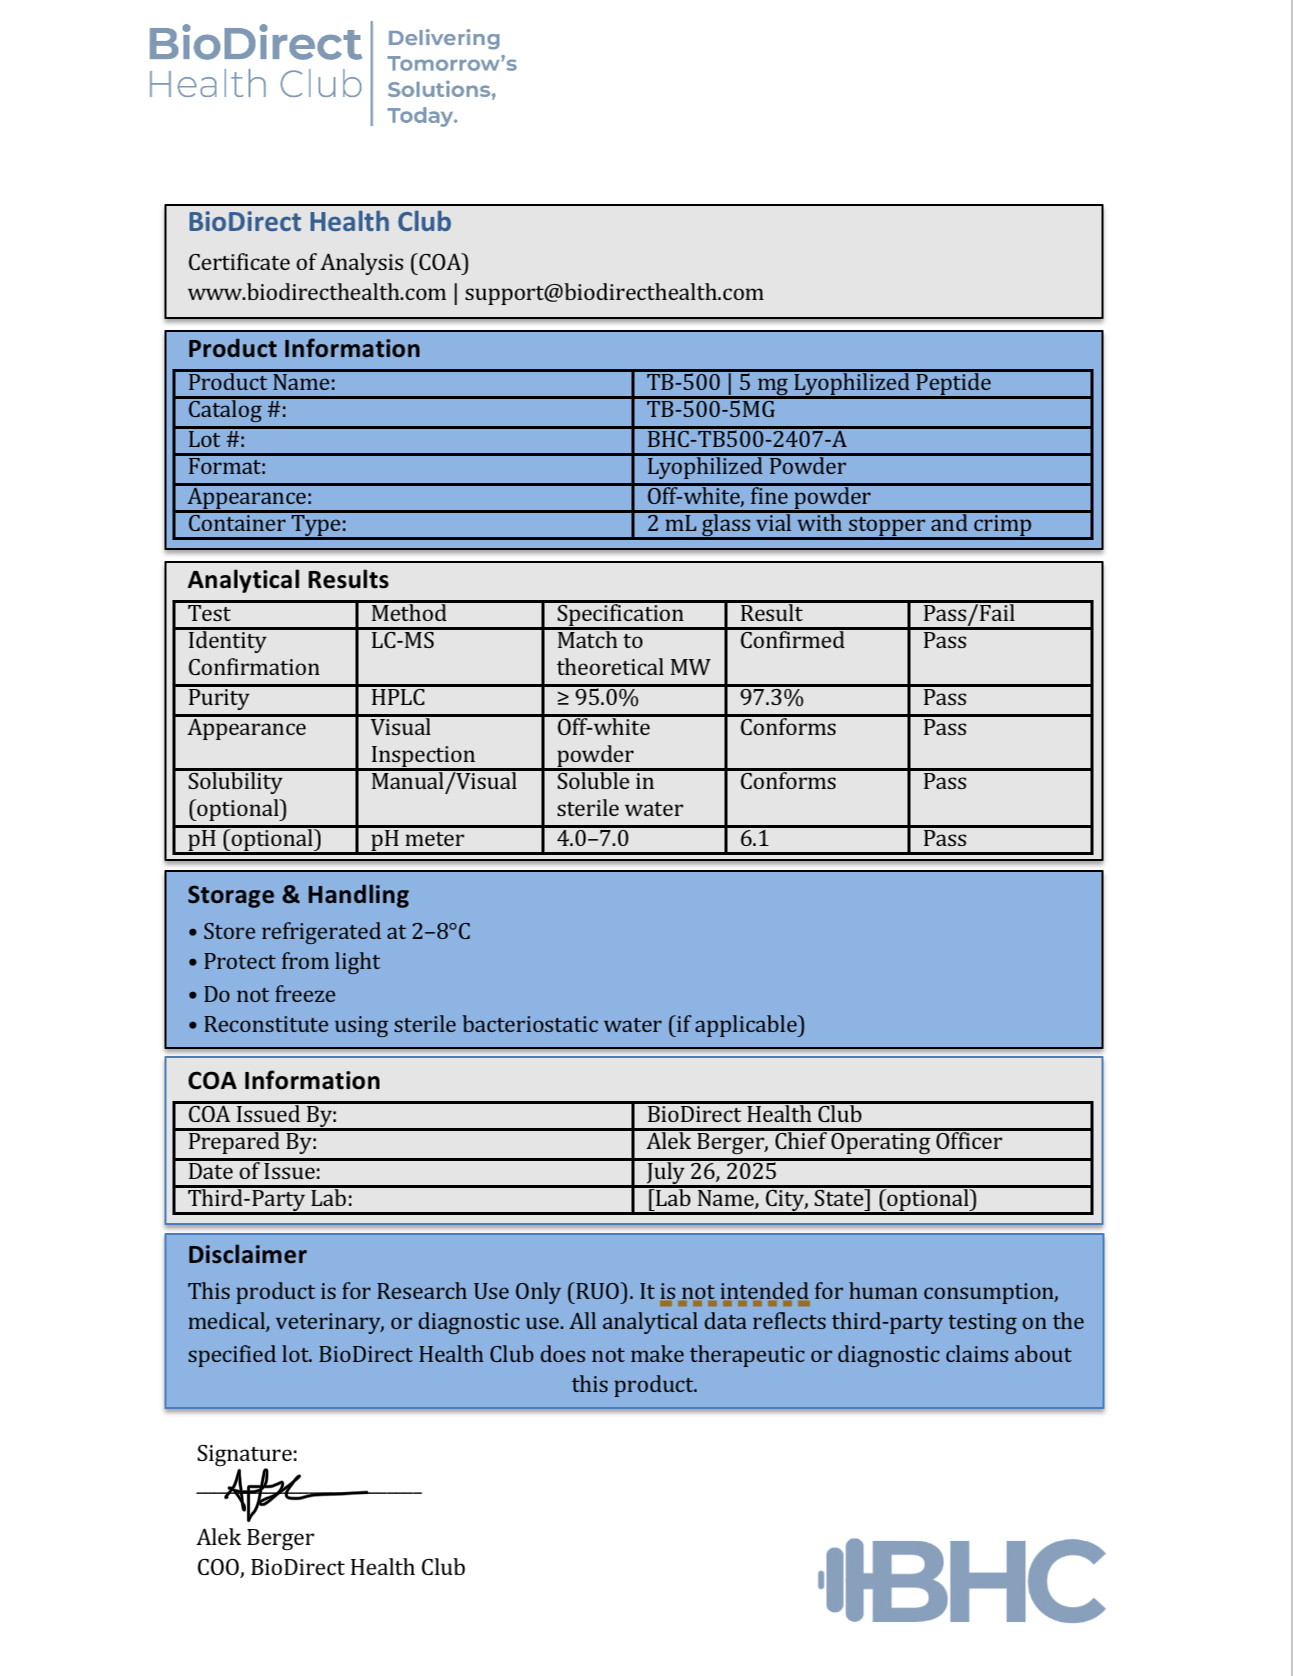 BioDirect
Health Club
Delivering
Tomorrow's
Solutions,
Today.
BioDirect Health Club
Certificate of Analysis (COA)
www.biodirecthealth.com | support@biodirecthealth.com
Product Information
Product Name: TB-500 | 5 mg Lyophilized Peptide
Catalog #: TB-500-5MG
Lot #: BHC-TB500-2407-A
Format: Lyophilized Powder
Appearance: Off-white, fine powder
Container Type: 2 mL glass vial with stopper and crimp
Analytical Results
Test Method Specification Result Pass/Fail
Identity LC-MS Match to Confirmed Pass
Confirmation theoretical MW
Purity HPLC ≥ 95.0% 97.3% Pass
Appearance Visual Off-white Conforms Pass
Inspection powder
Solubility Manual/Visual Soluble in Conforms Pass
(optional) sterile water
pH (optional) pH meter 4.0–7.0 6.1 Pass
Storage & Handling
• Store refrigerated at 2–8°C
• Protect from light
• Do not freeze
• Reconstitute using sterile bacteriostatic water (if applicable)
COA Information
COA Issued By: BioDirect Health Club
Prepared By: Alek Berger, Chief Operating Officer
Date of Issue: July 26, 2025
Third-Party Lab: [Lab Name, City, State] (optional)
Disclaimer
This product is for Research Use Only (RUO). It is not intended for human consumption,
medical, veterinary, or diagnostic use. All analytical data reflects third-party testing on the
specified lot. BioDirect Health Club does not make therapeutic or diagnostic claims about
this product.
Signature:
Alek Berger
COO, BioDirect Health Club
BHC